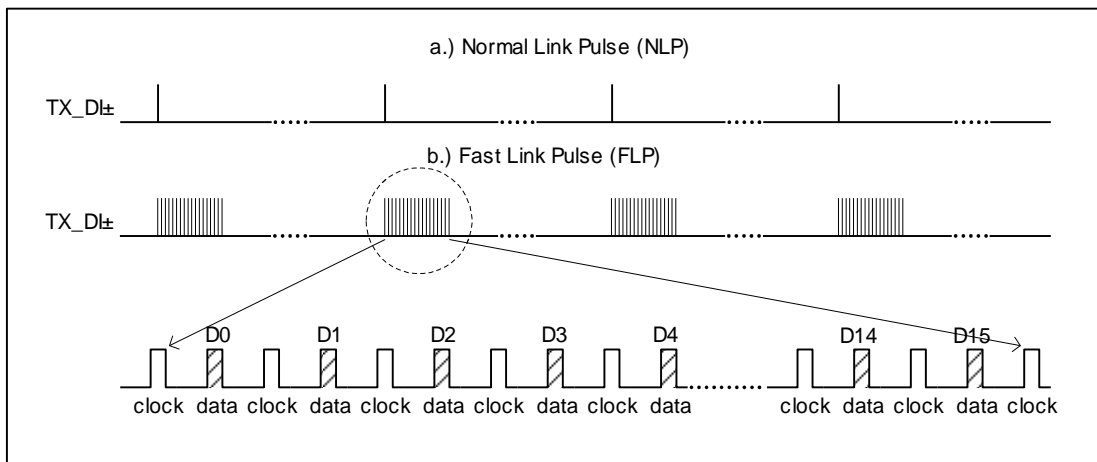 a.) Normal Link Pulse (NLP)
TX_DI±
b.) Fast Link Pulse (FLP)
TX_DI±
D0 D1 D2 D3 D4 D14 D15
clock data clock data clock data clock data clock data clock data clock data clock